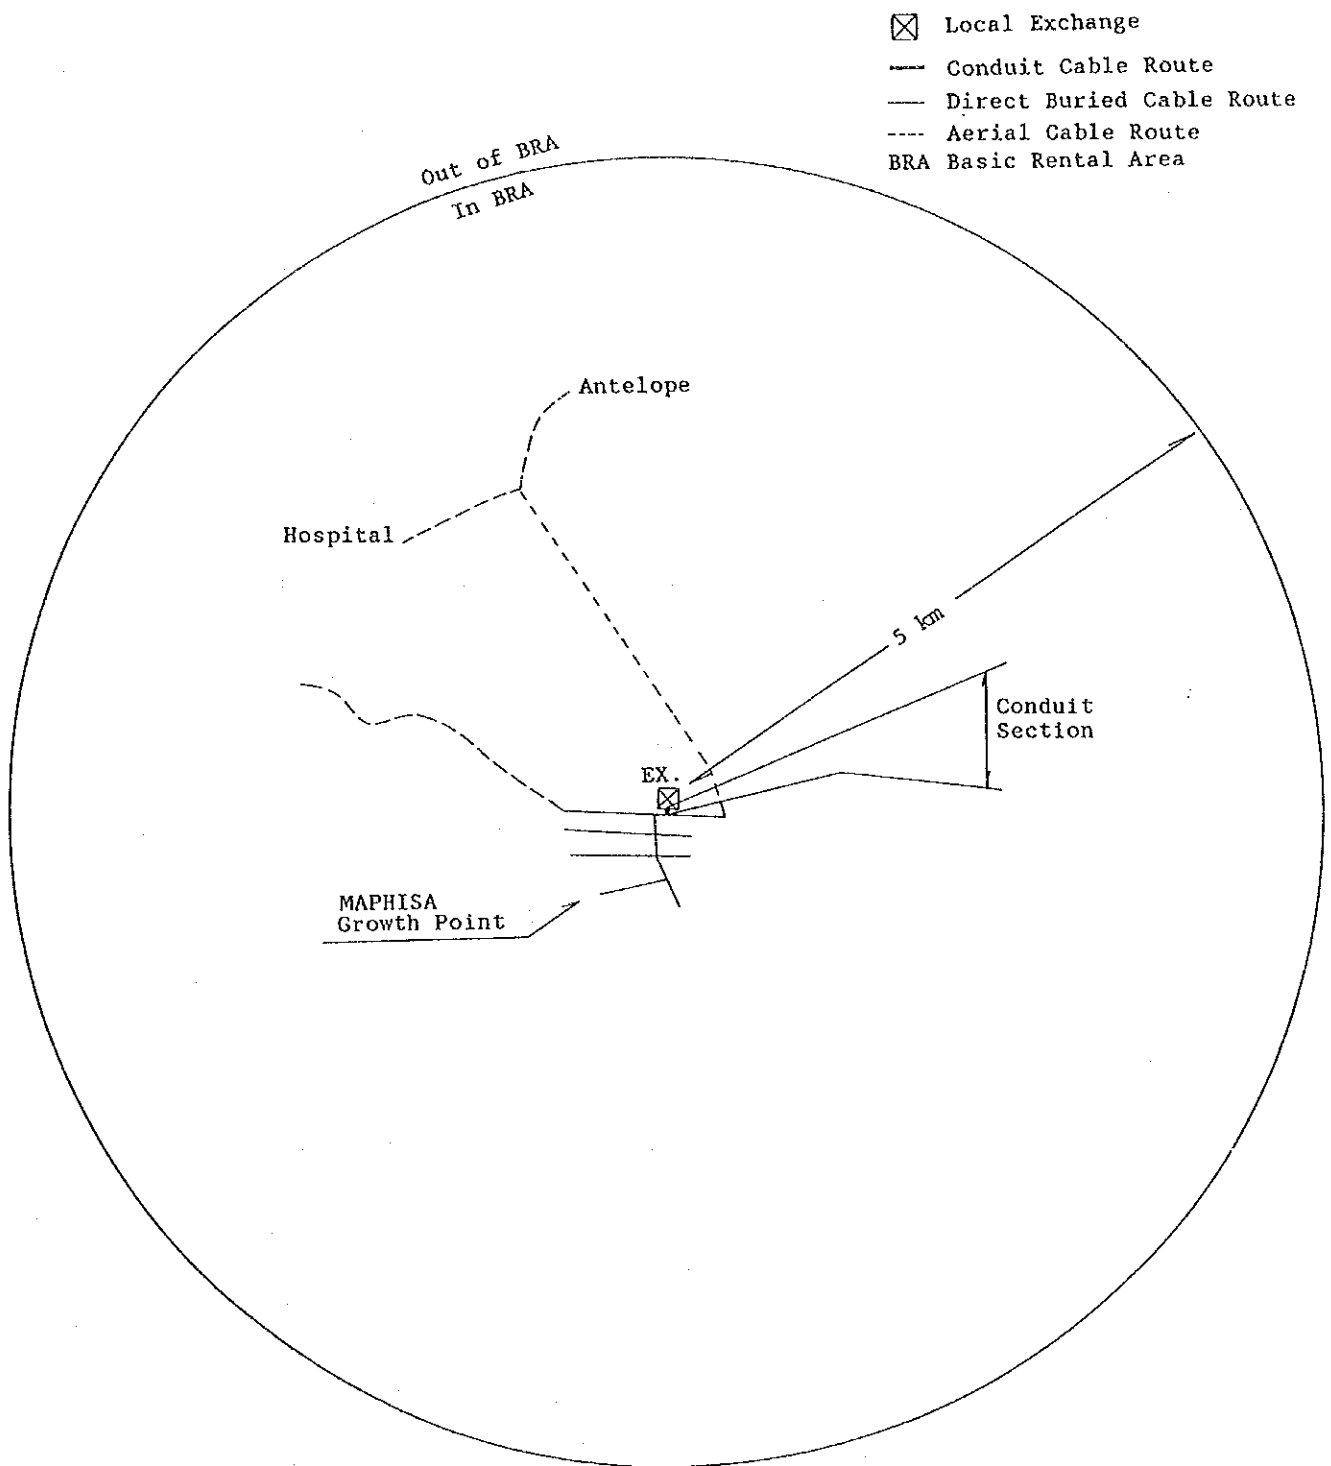 Local Exchange
Conduit Cable Route
Direct Buried Cable Route
Aerial Cable Route
BRA Basic Rental Area
Out of BRA
In BRA
Antelope
Hospital
5 km
Conduit
Section
EX.
MAPHISA
Growth Point